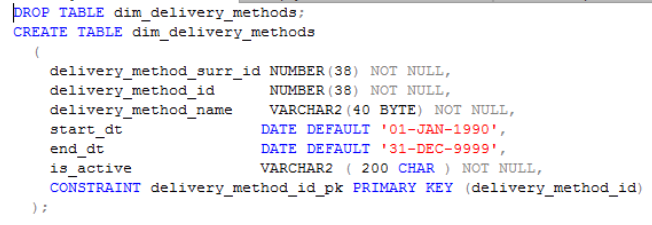 DROP TABLE dim_delivery_methods;
CREATE TABLE dim_delivery_methods
(
delivery_method_surr_id NUMBER(38) NOT NULL,
delivery_method_id NUMBER(38) NOT NULL,
delivery_method_name VARCHAR2(40 BYTE) NOT NULL,
start_dt DATE DEFAULT '01-JAN-1990',
end_dt DATE DEFAULT '31-DEC-9999',
is_active VARCHAR2 ( 200 CHAR ) NOT NULL,
CONSTRAINT delivery_method_id_pk PRIMARY KEY (delivery_method_id)
);